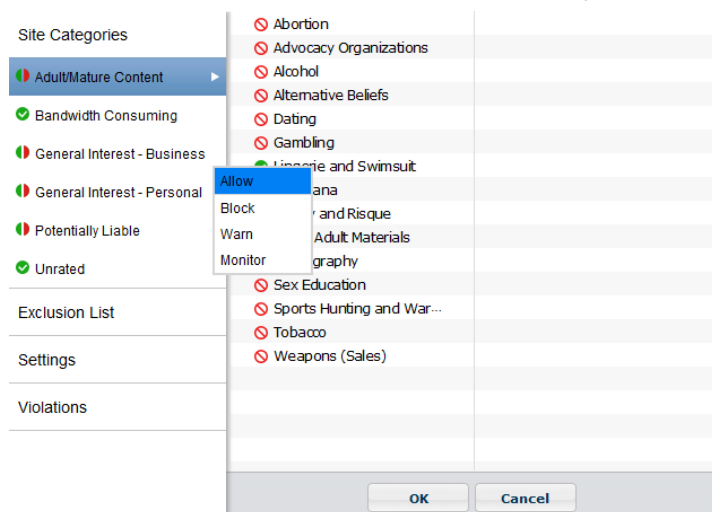 Site Categories
Adult/Mature Content
Bandwidth Consuming
General Interest - Business
General Interest - Personal
Potentially Liable
Unrated
Exclusion List
Settings
Violations
Abortion
Advocacy Organizations
Alcohol
Alternative Beliefs
Dating
Gambling
Lingerie and Swimsuit
ana
and Risque
Adult Materials
graphy
Sex Education
Sports Hunting and War...
Tobacco
Weapons (Sales)
Allow
Block
Warn
Monitor
OK
Cancel